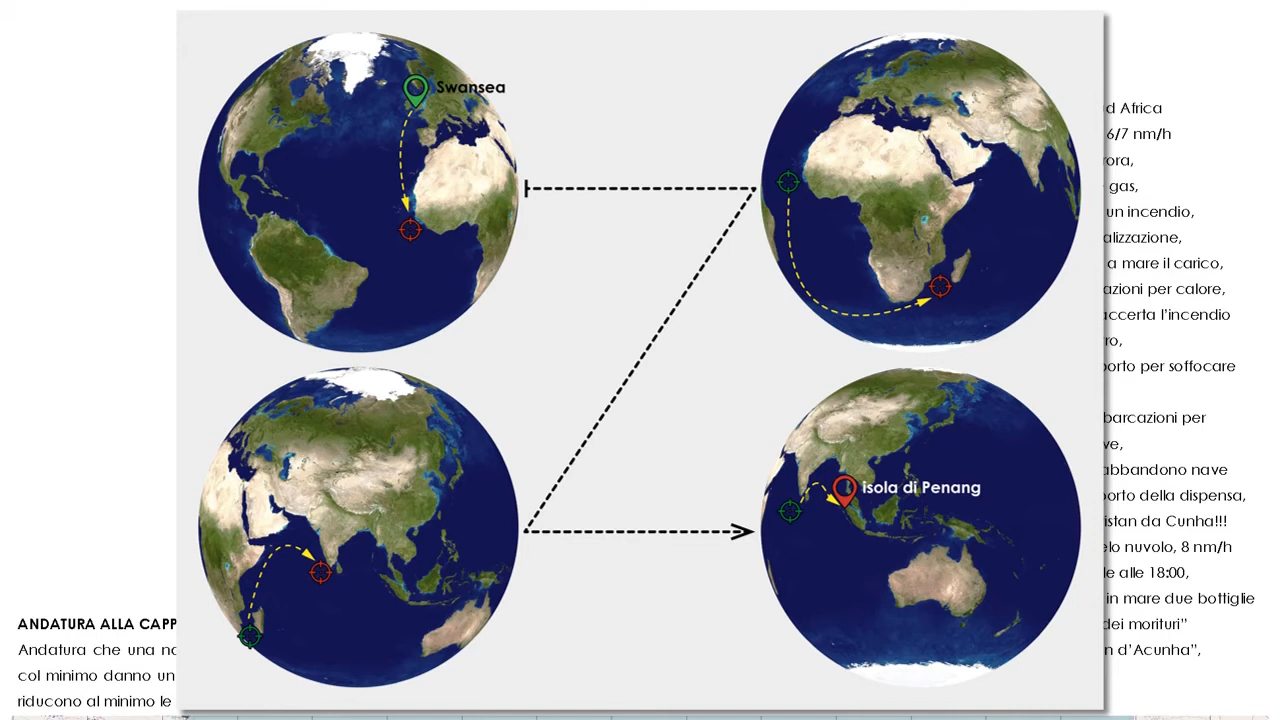 Swansea
isola di Penang
d Africa
6/7 nm/h
rora,
gas,
un incendio,
alizzazione,
a mare il carico,
azioni per calore,
accerta l'incendio
ro,
porto per soffocare
barcazioni per
ve,
abbandono nave
porto della dispensa,
istan da Cunha!!!
elo nuvolo, 8 nm/h
le alle 18:00,
in mare due bottiglie
dei morituri"
n d'Acunha",
ANDATURA ALLA CAPP
Andatura che una na
col minimo danno un
riducono al minimo le